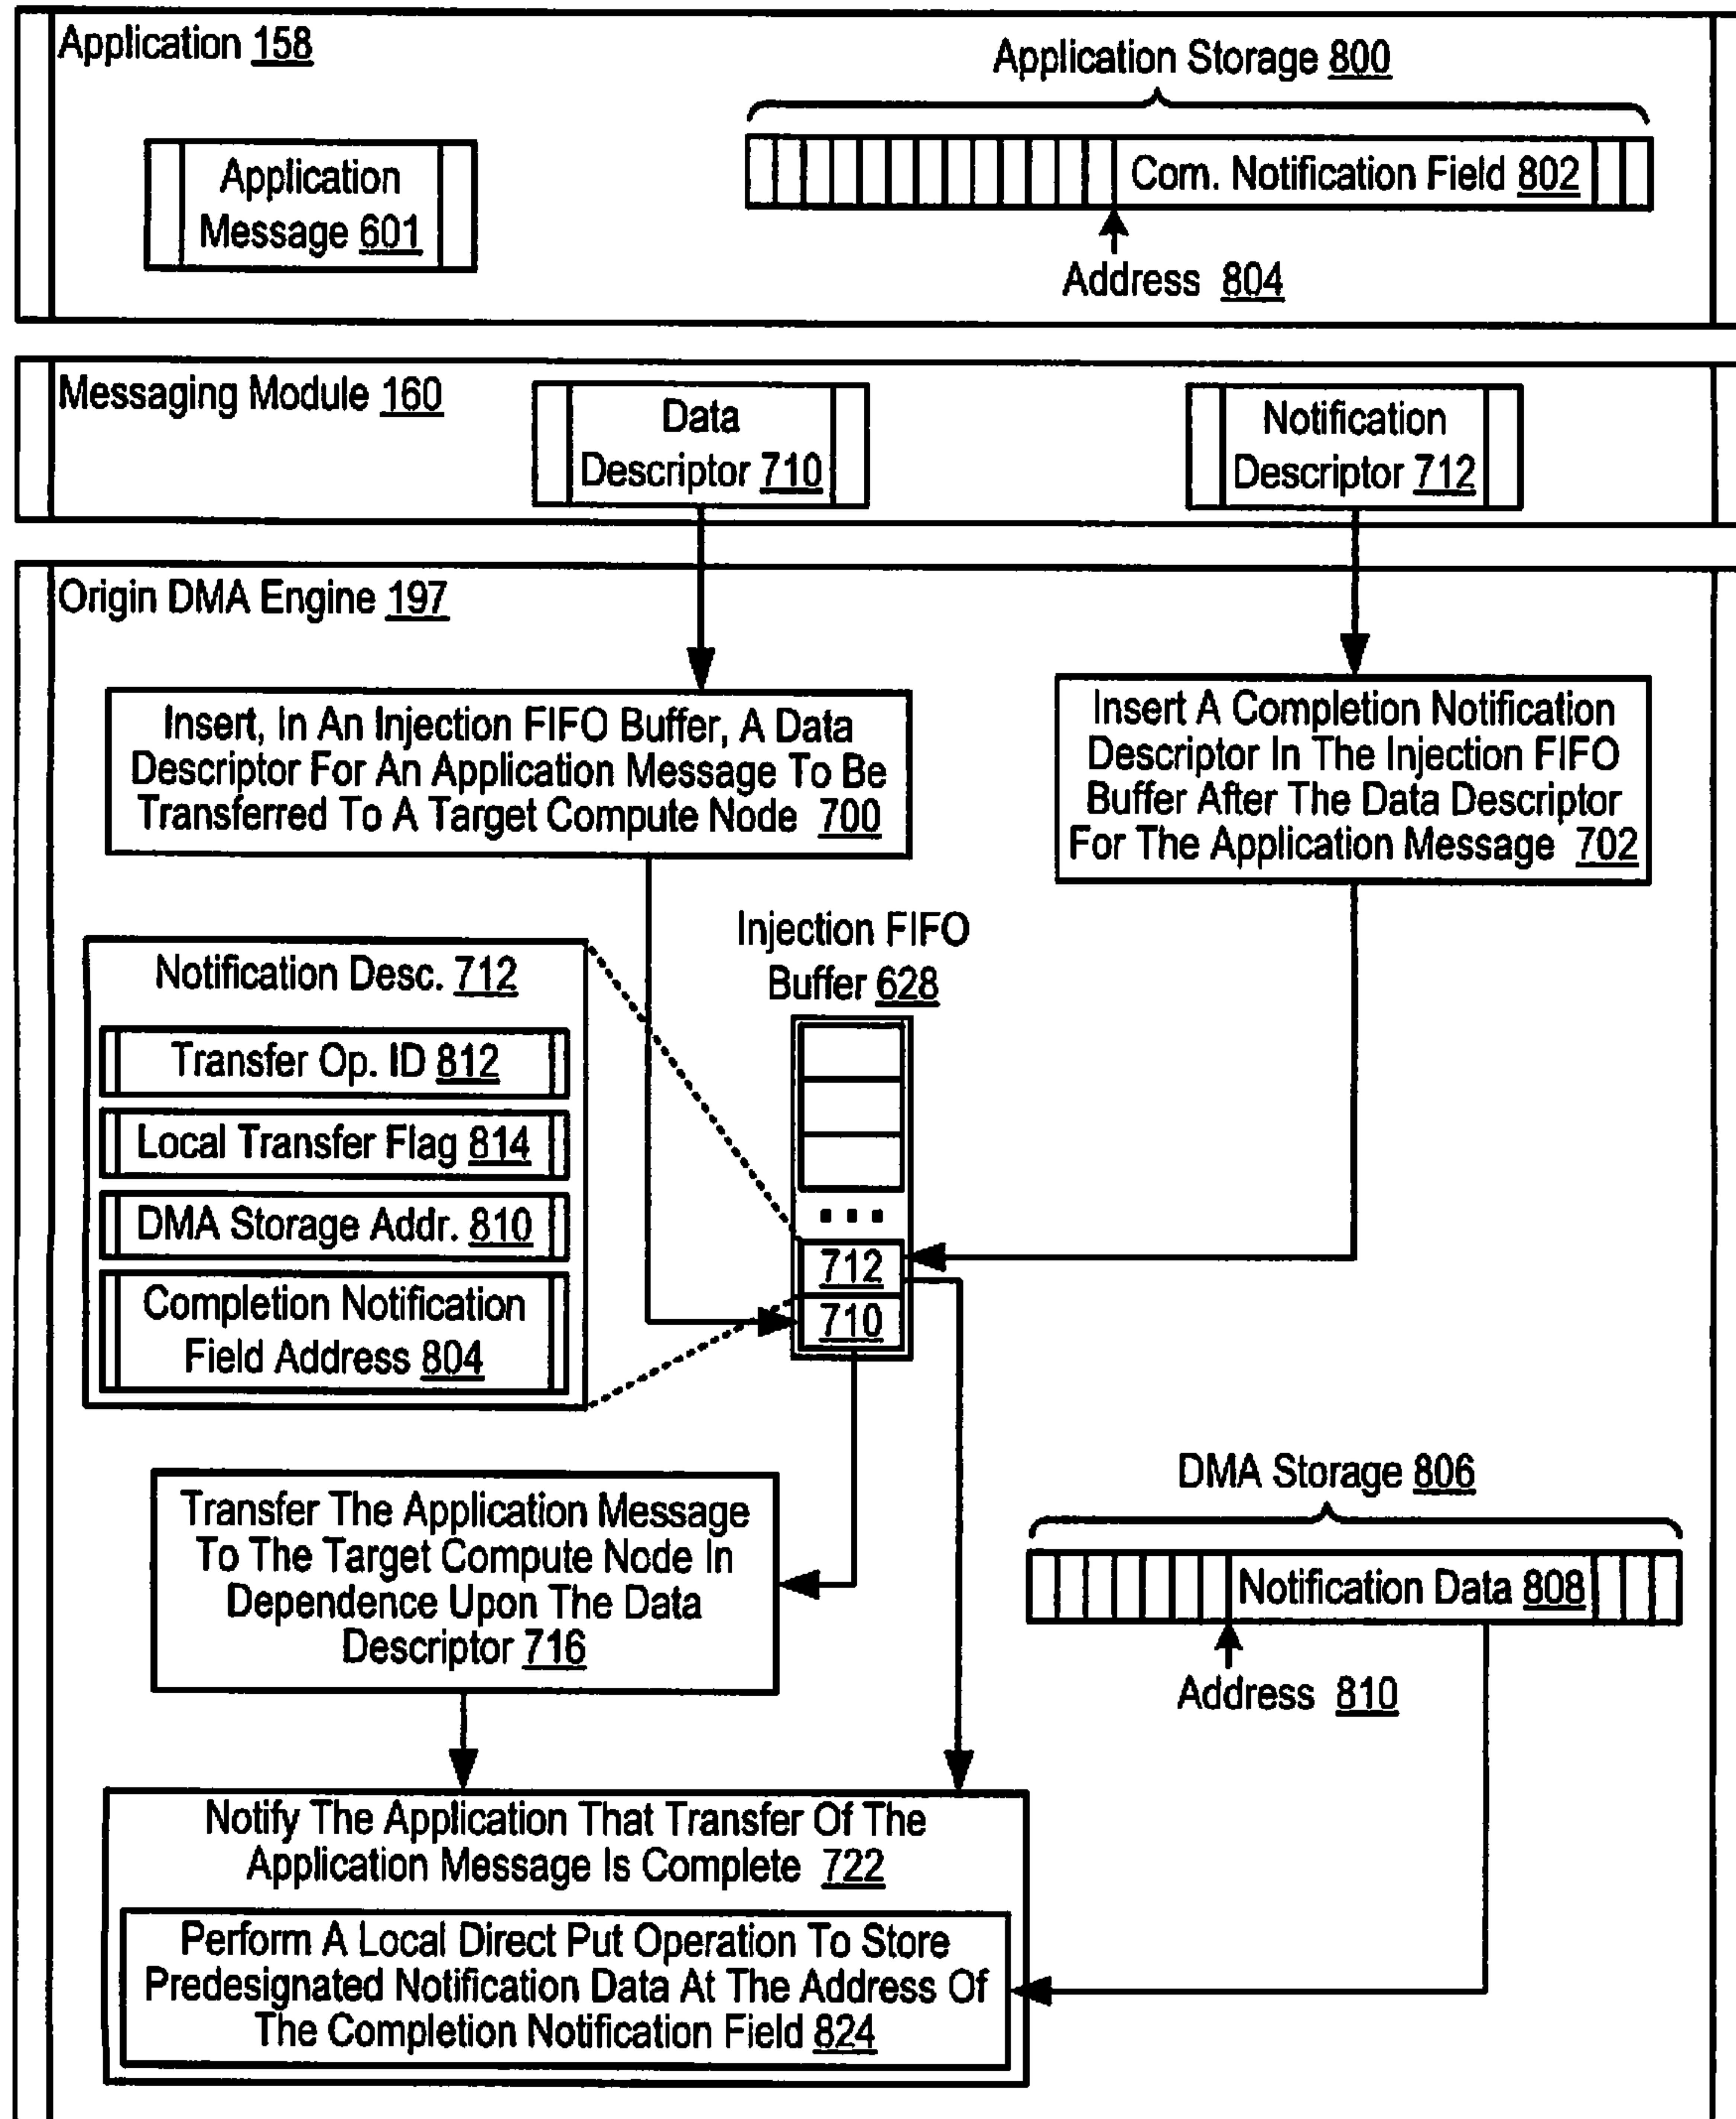 Application 158
Application Storage 800
Application
Message 601
Com. Notification Field 802
Address 804
Messaging Module 160
Data
Descriptor 710
Notification
Descriptor 712
Origin DMA Engine 197
Insert, In An Injection FIFO Buffer, A Data
Descriptor For An Application Message To Be
Transferred To A Target Compute Node 700
Insert A Completion Notification
Descriptor In The Injection FIFO
Buffer After The Data Descriptor
For The Application Message 702
Injection FIFO
Buffer 628
Notification Desc. 712
Transfer Op. ID 812
Local Transfer Flag 814
DMA Storage Addr. 810
Completion Notification
Field Address 804
...
712
710
Transfer The Application Message
To The Target Compute Node In
Dependence Upon The Data
Descriptor 716
DMA Storage 806
Notification Data 808
Address 810
Notify The Application That Transfer Of The
Application Message Is Complete 722
Perform A Local Direct Put Operation To Store
Predesignated Notification Data At The Address Of
The Completion Notification Field 824